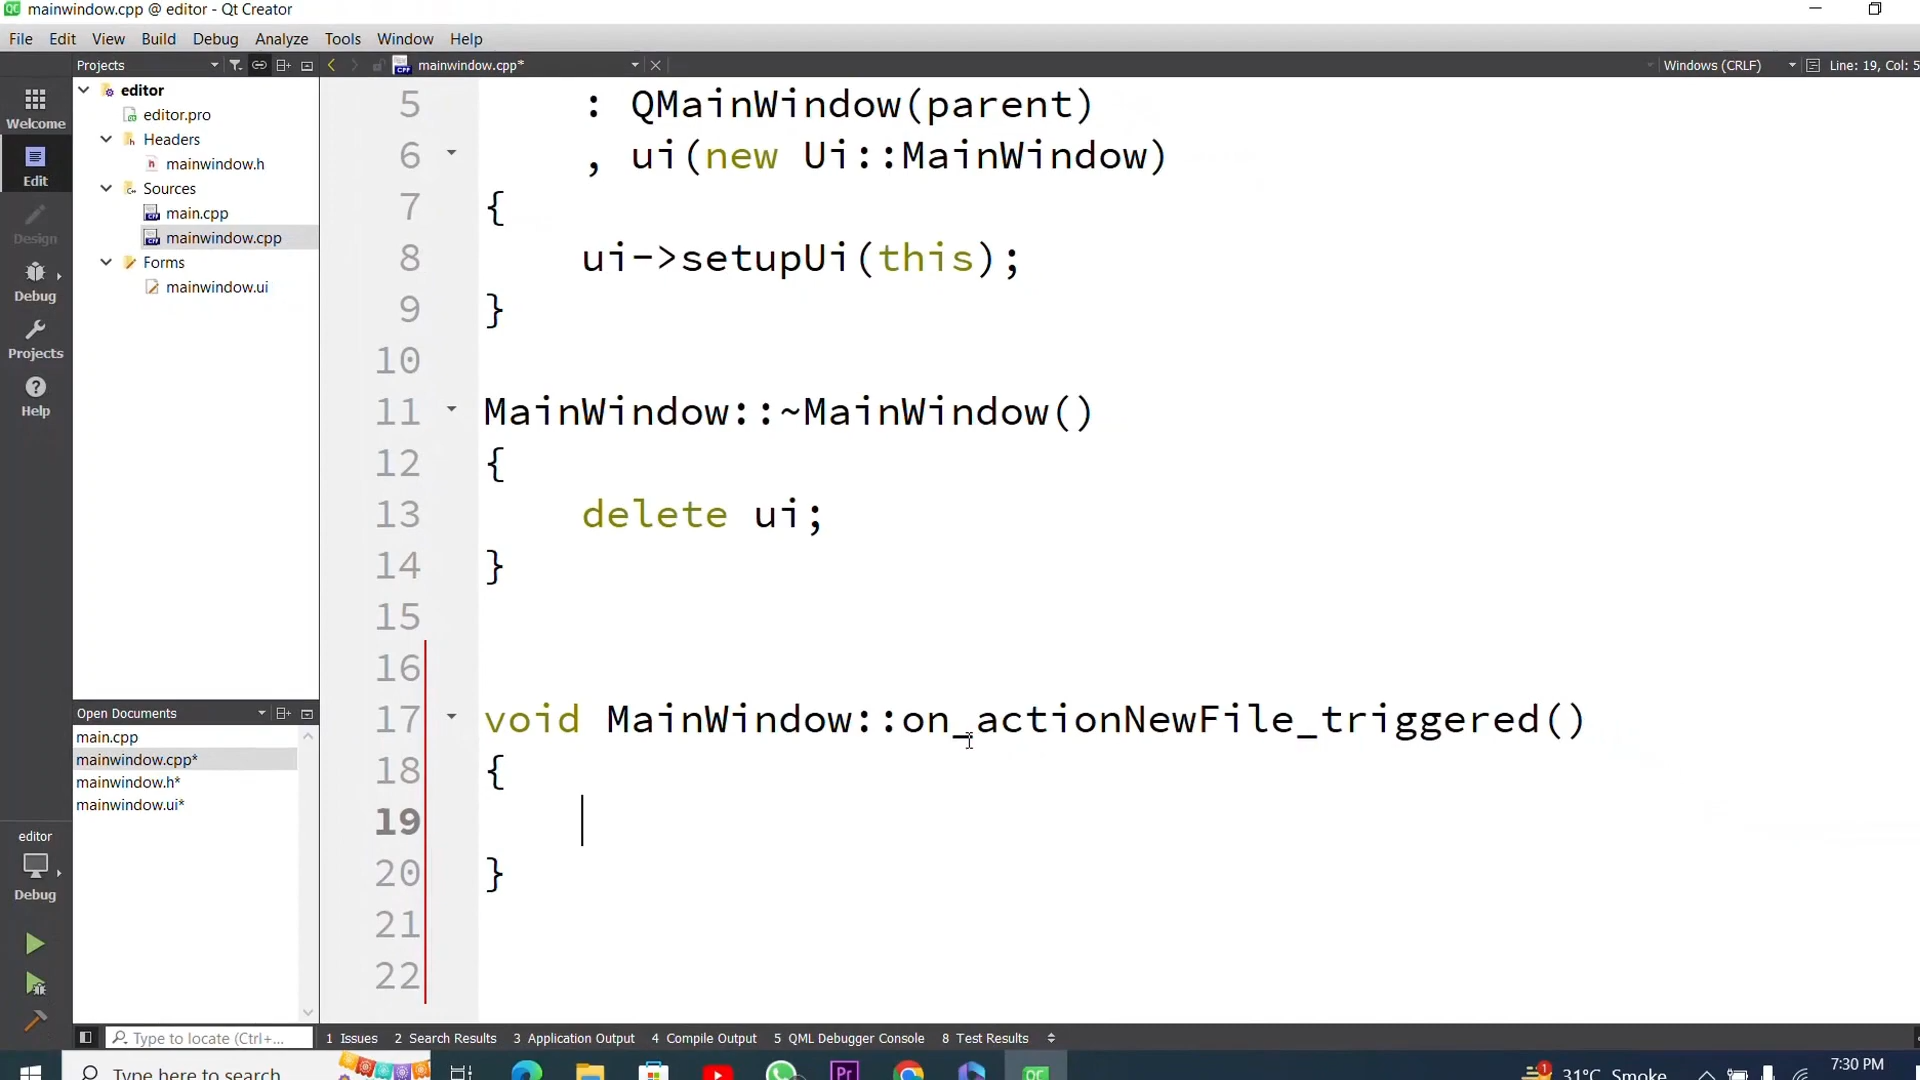 mainwindow.cpp @ editor - Qt Creator
File Edit View Build Debug Analyze Tools Window Help
Projects mainwindow.cpp* Windows (CRLF) Line: 19, Col: 5
Welcome
Edit
Design
Debug
Projects
Help
editor
editor.pro
Headers
mainwindow.h
Sources
main.cpp
mainwindow.cpp
Forms
mainwindow.ui
Open Documents
main.cpp
mainwindow.cpp*
mainwindow.h*
mainwindow.ui*
editor
Debug
5 : QMainWindow(parent)
6 , ui(new Ui::MainWindow)
7 {
8 ui->setupUi(this);
9 }
10
11 MainWindow::~MainWindow()
12 {
13 delete ui;
14 }
15
16
17 void MainWindow::on_actionNewFile_triggered()
18 {
19
20 }
21
22
Type to locate (Ctrl+... 1 Issues 2 Search Results 3 Application Output 4 Compile Output 5 QML Debugger Console 8 Test Results
Type here to search Pr QC 1 31°C Smoke 7:30 PM